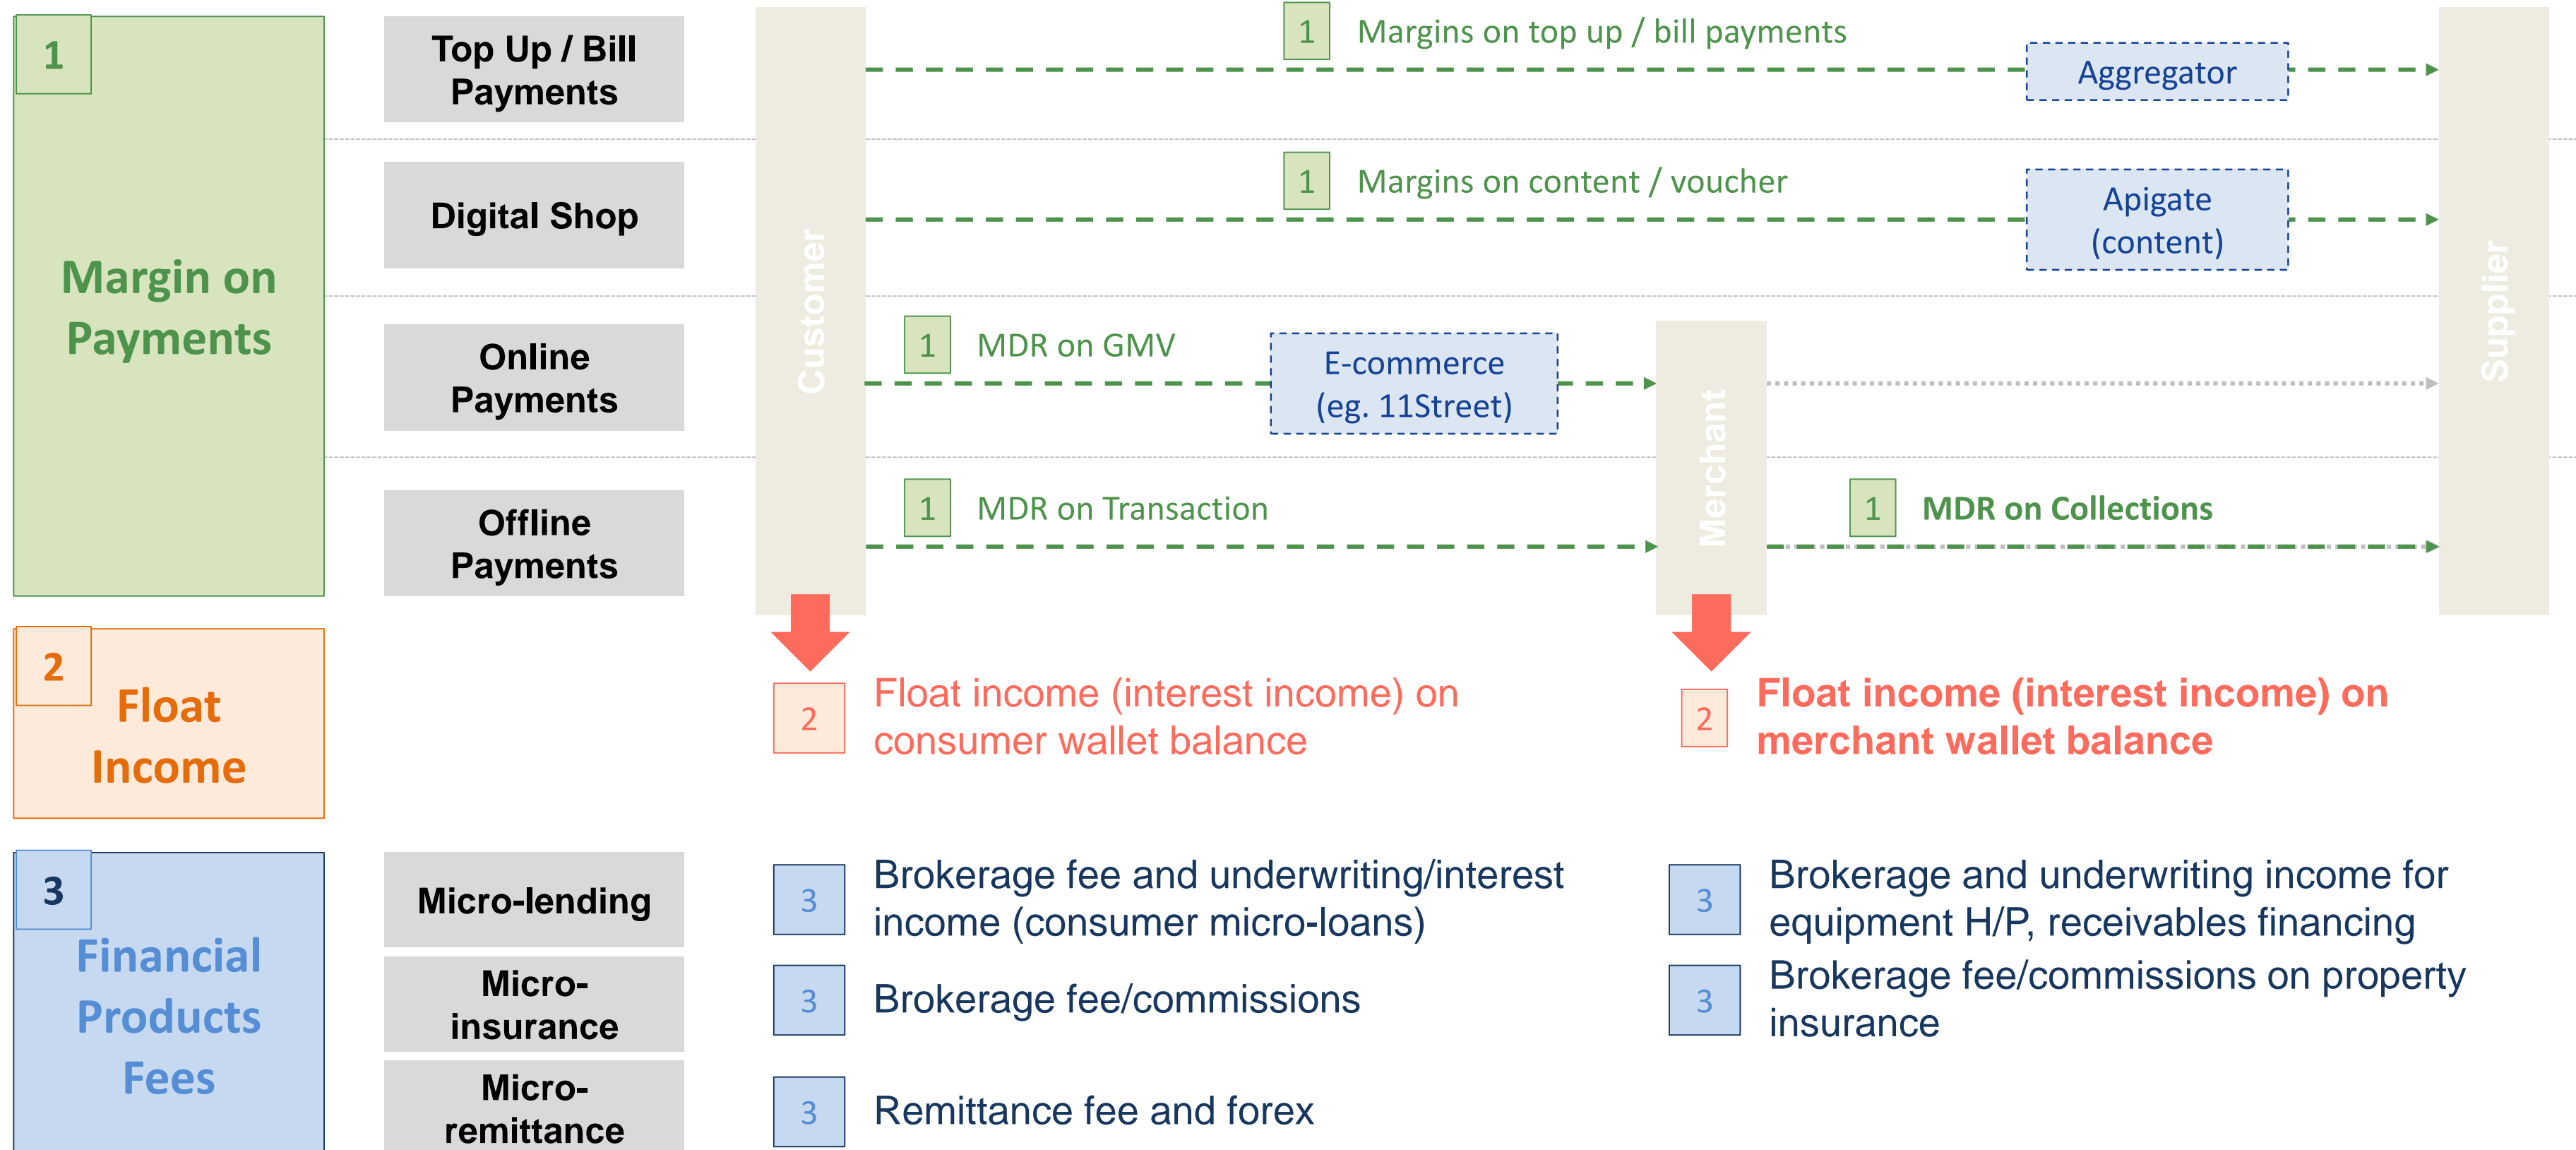 1
Margin on
Payments
Top Up / Bill
Payments
1 Margins on top up / bill payments
Aggregator
Digital Shop
1 Margins on content / voucher
Apigate
(content)
Customer
Supplier
Online
Payments
1 MDR on GMV
E-commerce
(eg. 11Street)
Merchant
Offline
Payments
1 MDR on Transaction
1 MDR on Collections
2
Float
Income
2 Float income (interest income) on
consumer wallet balance
2 Float income (interest income) on
merchant wallet balance
3
Financial
Products
Fees
Micro-lending
3 Brokerage fee and underwriting/interest
income (consumer micro-loans)
3 Brokerage and underwriting income for
equipment H/P, receivables financing
Micro-
insurance
3 Brokerage fee/commissions
3 Brokerage fee/commissions on property
insurance
Micro-
remittance
3 Remittance fee and forex